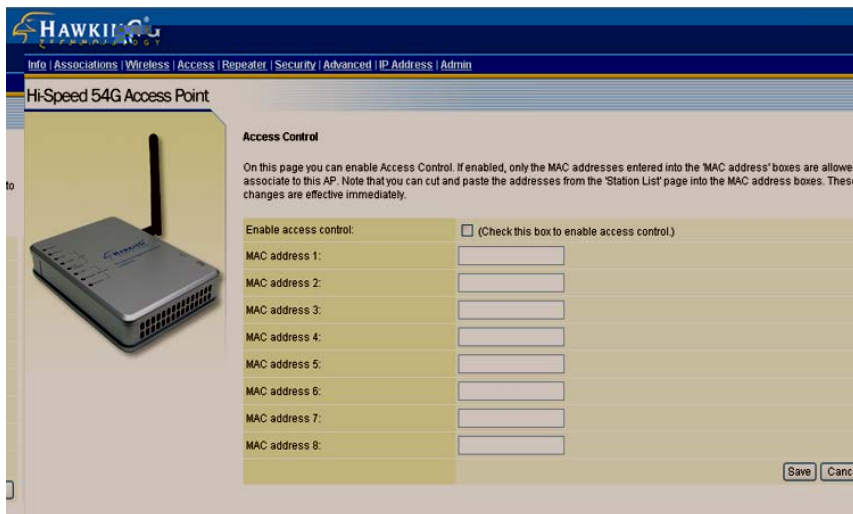 HAWKING
TECHNOLOGY
Info | Associations | Wireless | Access | Repeater | Security | Advanced | IP Address | Admin
Hi-Speed 54G Access Point
Access Control
On this page you can enable Access Control. If enabled, only the MAC addresses entered into the 'MAC address' boxes are allowe
associate to this AP. Note that you can cut and paste the addresses from the 'Station List' page into the MAC address boxes. These
changes are effective immediately.
to
Enable access control: (Check this box to enable access control.)
MAC address 1:
MAC address 2:
MAC address 3:
MAC address 4:
MAC address 5:
MAC address 6:
MAC address 7:
MAC address 8:
Save Canc